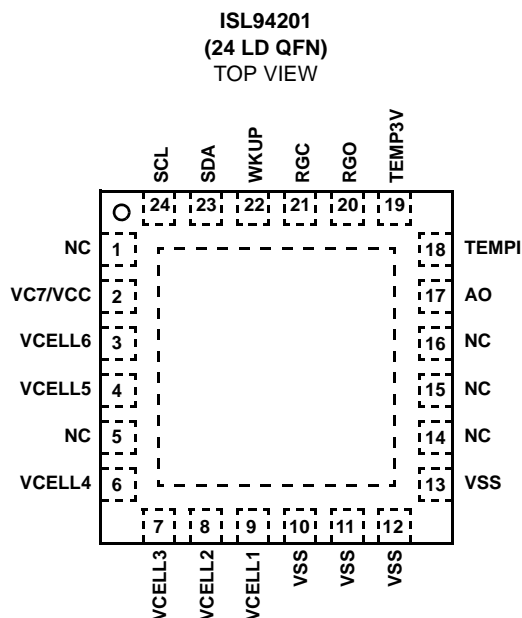 ISL94201
(24 LD QFN)
TOP VIEW
SCL
SDA
WKUP
RGC
RGO
TEMP3V
24 23 22 21 20 19
NC 1
VC7/VCC 2
VCELL6 3
VCELL5 4
NC 5
VCELL4 6
18 TEMPI
17 AO
16 NC
15 NC
14 NC
13 VSS
7 8 9 10 11 12
VCELL3
VCELL2
VCELL1
VSS
VSS
VSS